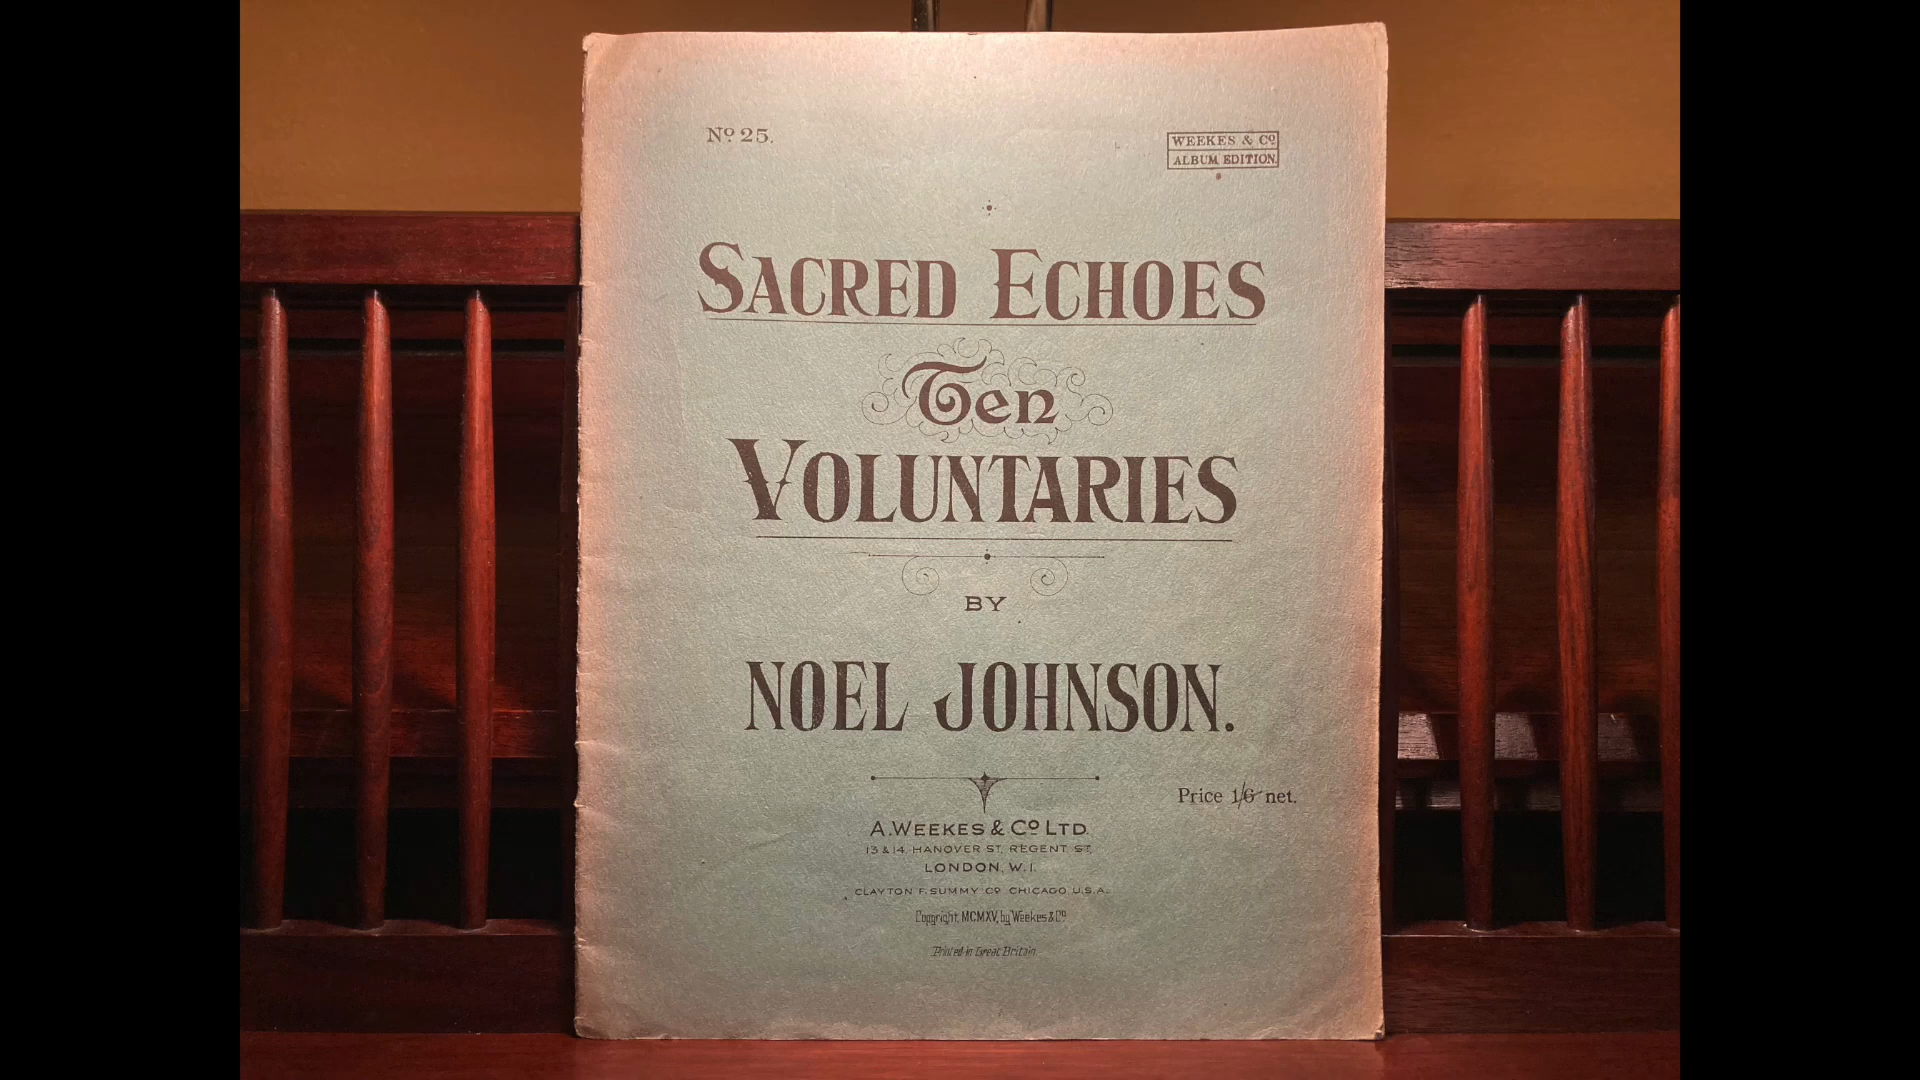 Nº 25.
WEEKES & Cº
ALBUM EDITION.
SACRED ECHOES
Ten
VOLUNTARIES
BY
NOEL JOHNSON.
Price 1/6 net.
A. WEEKES & Cº LTD.
13 & 14, HANOVER ST, REGENT ST,
LONDON, W.1.
CLAYTON F. SUMMY Cº CHICAGO U.S.A.
Copyright, MCMXV, by Weekes & Cº
Printed in Great Britain.